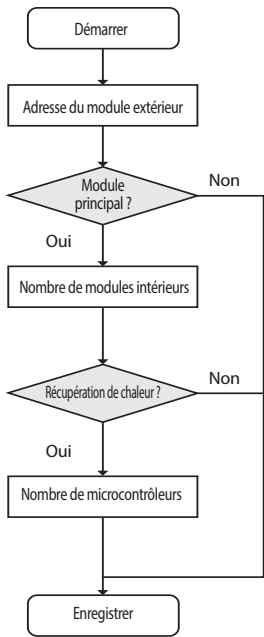 Démarrer
Adresse du module extérieur
Module
principal ?
Non
Oui
Nombre de modules intérieurs
Récupération de chaleur ?
Non
Oui
Nombre de microcontrôleurs
Enregistrer